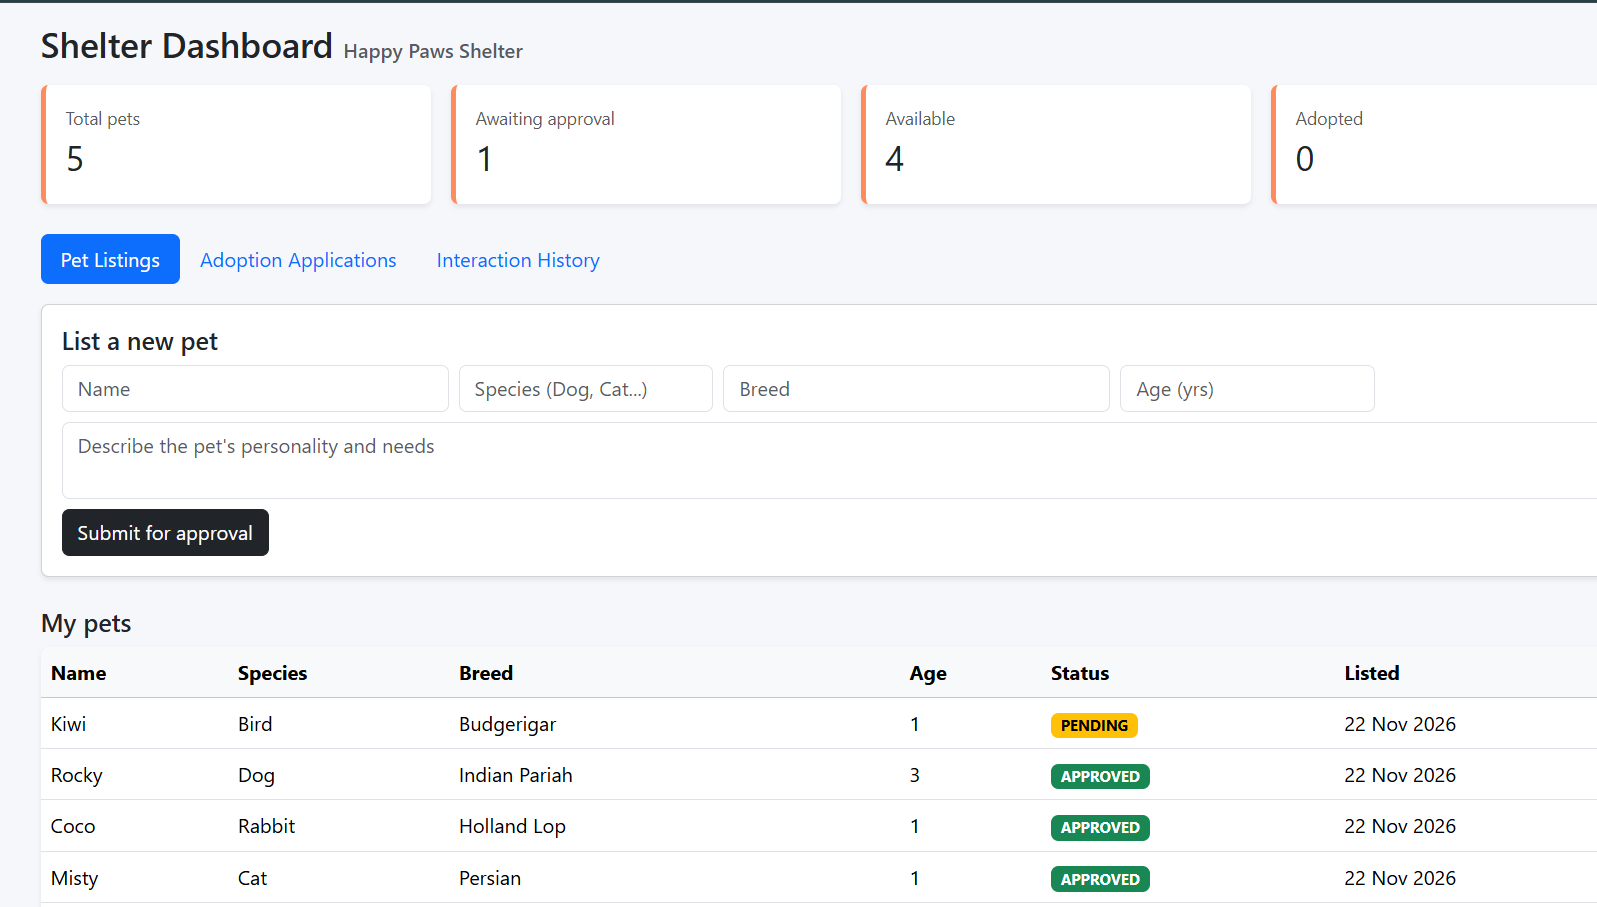 Shelter Dashboard Happy Paws Shelter
Total pets
5
Awaiting approval
1
Available
4
Adopted
0
Pet Listings Adoption Applications Interaction History
List a new pet
Name Species (Dog, Cat...) Breed Age (yrs)
Describe the pet's personality and needs
Submit for approval
My pets
Name Species Breed Age Status Listed
Kiwi Bird Budgerigar 1 PENDING 22 Nov 2026
Rocky Dog Indian Pariah 3 APPROVED 22 Nov 2026
Coco Rabbit Holland Lop 1 APPROVED 22 Nov 2026
Misty Cat Persian 1 APPROVED 22 Nov 2026